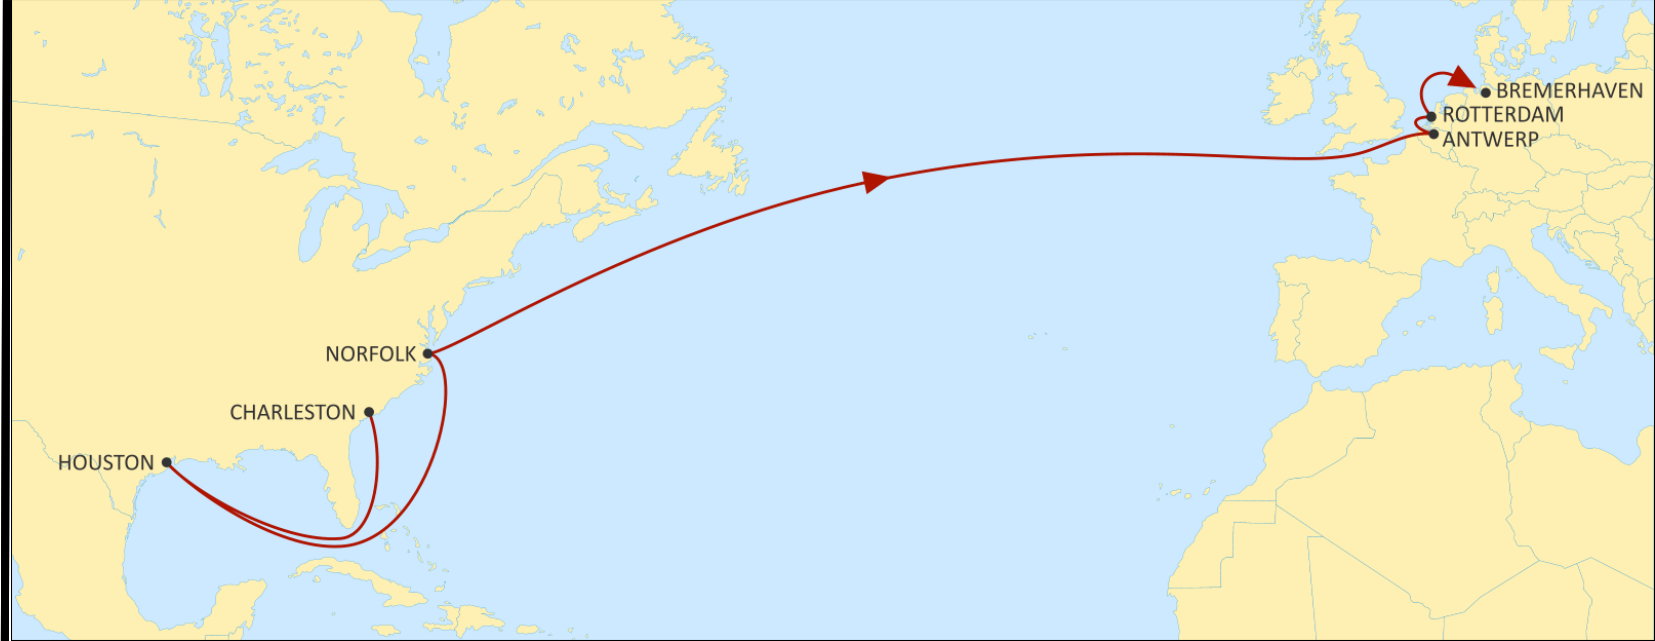 BREMERHAVEN
ROTTERDAM
ANTWERP
NORFOLK
CHARLESTON
HOUSTON